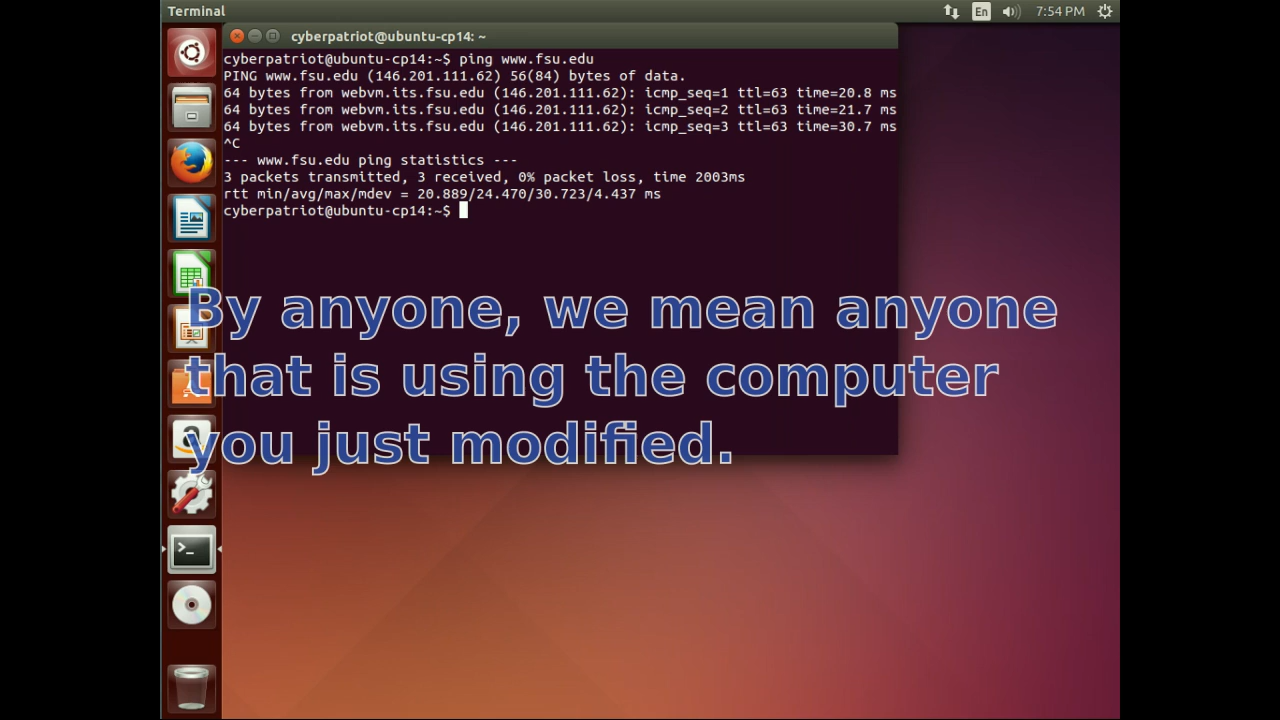 Terminal
En
7:54 PM
cyberpatriot@ubuntu-cp14: ~
cyberpatriot@ubuntu-cp14:~$ ping www.fsu.edu
PING www.fsu.edu (146.201.111.62) 56(84) bytes of data.
64 bytes from webvm.its.fsu.edu (146.201.111.62): icmp_seq=1 ttl=63 time=20.8 ms
64 bytes from webvm.its.fsu.edu (146.201.111.62): icmp_seq=2 ttl=63 time=21.7 ms
64 bytes from webvm.its.fsu.edu (146.201.111.62): icmp_seq=3 ttl=63 time=30.7 ms
^C
--- www.fsu.edu ping statistics ---
3 packets transmitted, 3 received, 0% packet loss, time 2003ms
rtt min/avg/max/mdev = 20.889/24.470/30.723/4.437 ms
cyberpatriot@ubuntu-cp14:~$
By anyone, we mean anyone
that is using the computer
you just modified.